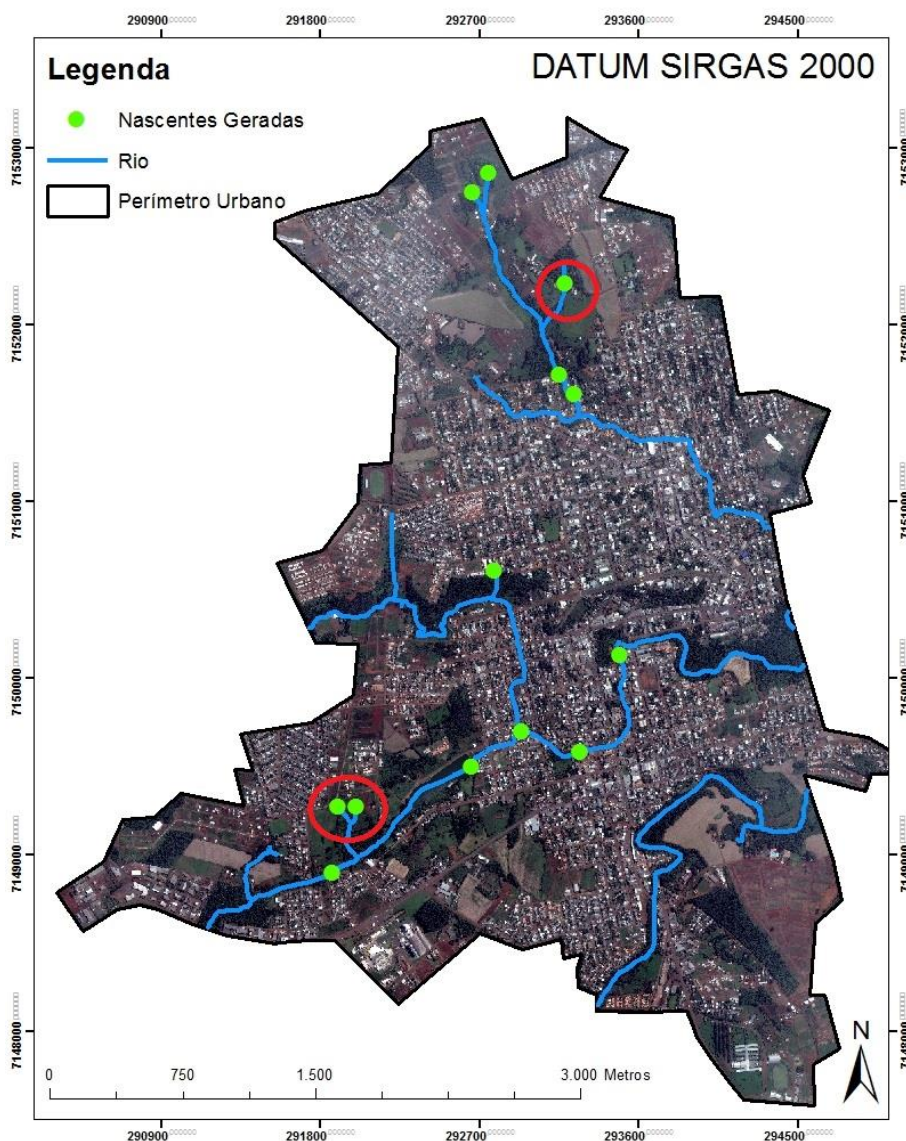 290900 291800 292700 293600 294500
Legenda
DATUM SIRGAS 2000
Nascentes Geradas
Rio
Perímetro Urbano
7153000 7153000
7152000 7152000
7151000 7151000
7150000 7150000
7149000 7149000
7148000 7148000
N
0 750 1.500 3.000 Metros
290900 291800 292700 293600 294500